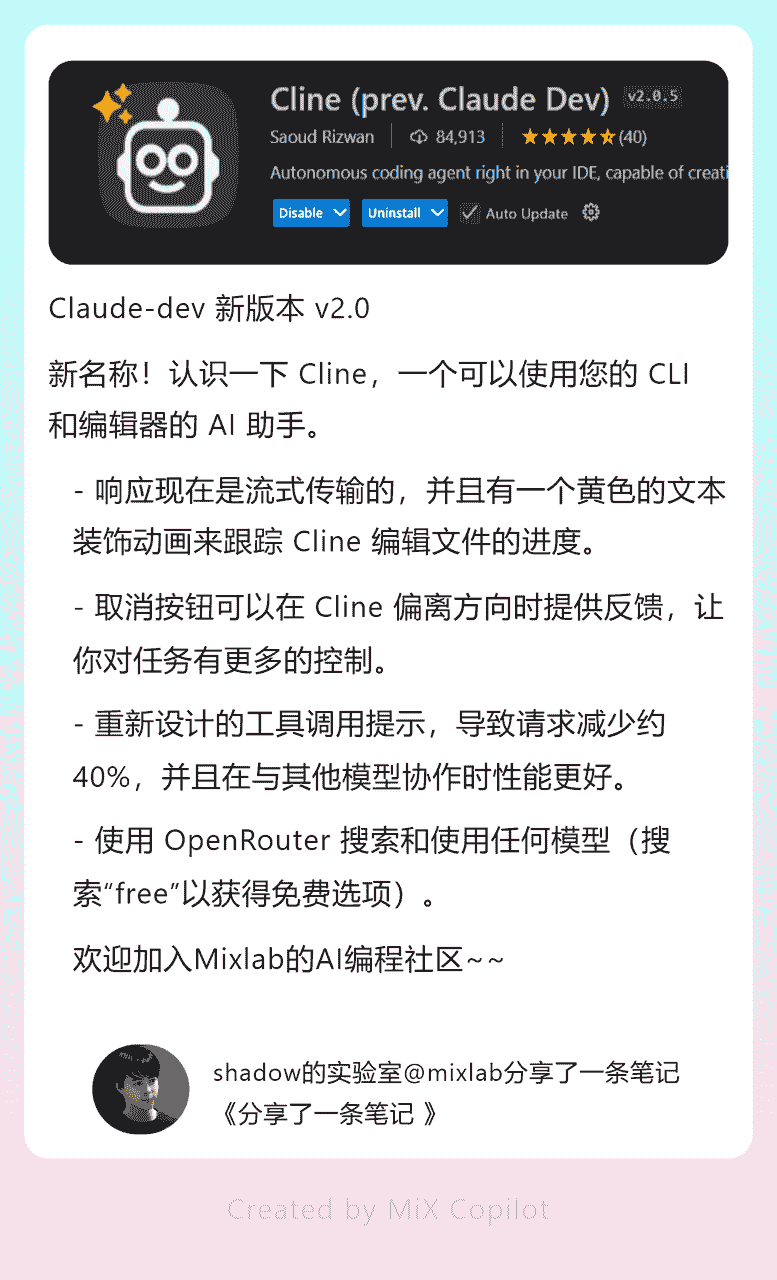 Cline (prev. Claude Dev) v2.0.5
Saoud Rizwan 84,913 (40)
Autonomous coding agent right in your IDE, capable of creati
Disable Uninstall Auto Update
Claude-dev 新版本 v2.0
新名称！认识一下 Cline，一个可以使用您的 CLI
和编辑器的 AI 助手。
- 响应现在是流式传输的，并且有一个黄色的文本
装饰动画来跟踪 Cline 编辑文件的进度。
- 取消按钮可以在 Cline 偏离方向时提供反馈，让
你对任务有更多的控制。
- 重新设计的工具调用提示，导致请求减少约
40%，并且在与其他模型协作时性能更好。
- 使用 OpenRouter 搜索和使用任何模型（搜
索“free”以获得免费选项）。
欢迎加入Mixlab的AI编程社区~~
shadow的实验室@mixlab分享了一条笔记
《分享了一条笔记 》
Created by MiX Copilot